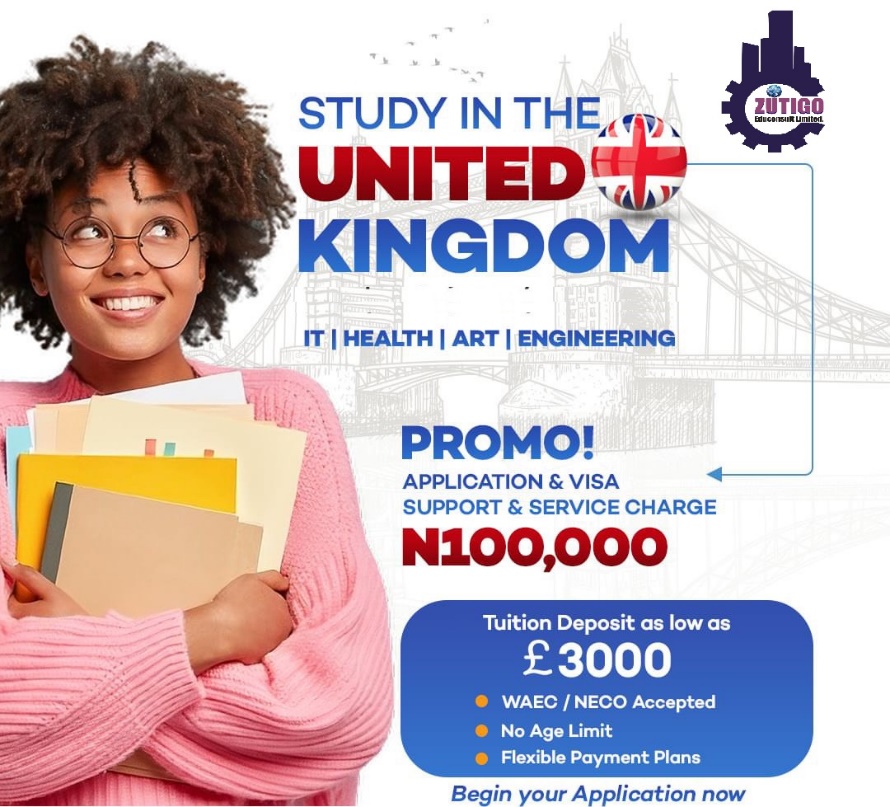 ZUTIGO
Educonsult Limited.
STUDY IN THE
UNITED
KINGDOM
IT | HEALTH | ART | ENGINEERING
PROMO!
APPLICATION & VISA
SUPPORT & SERVICE CHARGE
N100,000
Tuition Deposit as low as
£3000
WAEC / NECO Accepted
No Age Limit
Flexible Payment Plans
Begin your Application now